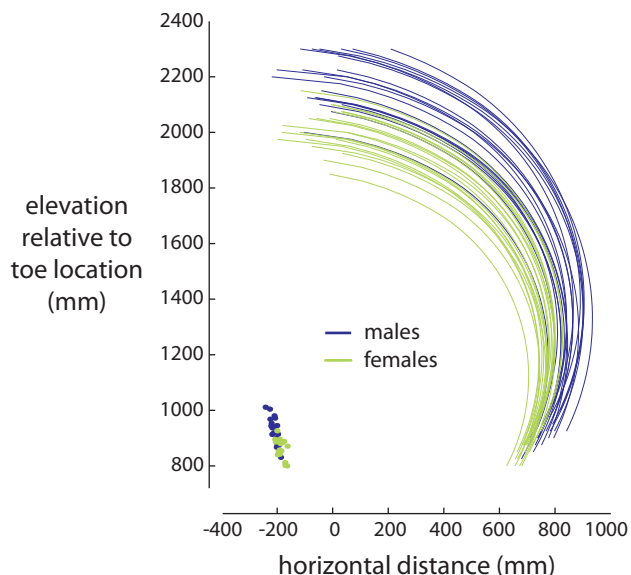 2400
2200
2000
1800
1600
1400
1200
1000
800
elevation
relative to
toe location
(mm)
males
females
-400 -200 0 200 400 600 800 1000
horizontal distance (mm)